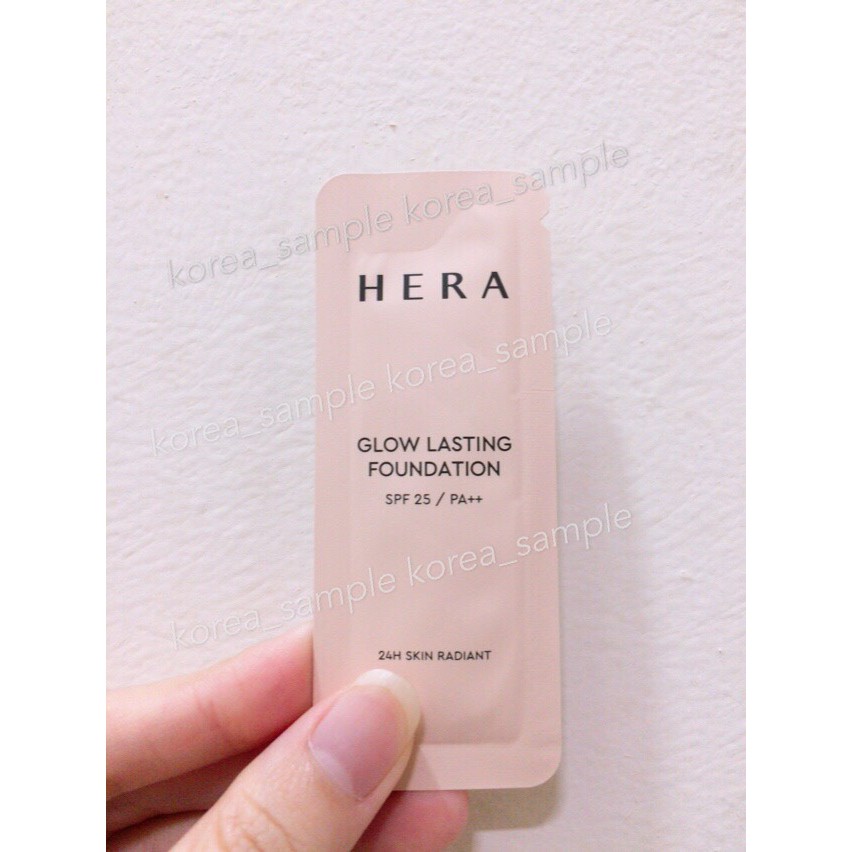 korea_sample korea_sample
HERA
korea_sample korea_sample
GLOW LASTING
FOUNDATION
SPF 25 / PA++
korea_sample korea_sample
24H SKIN RADIANT